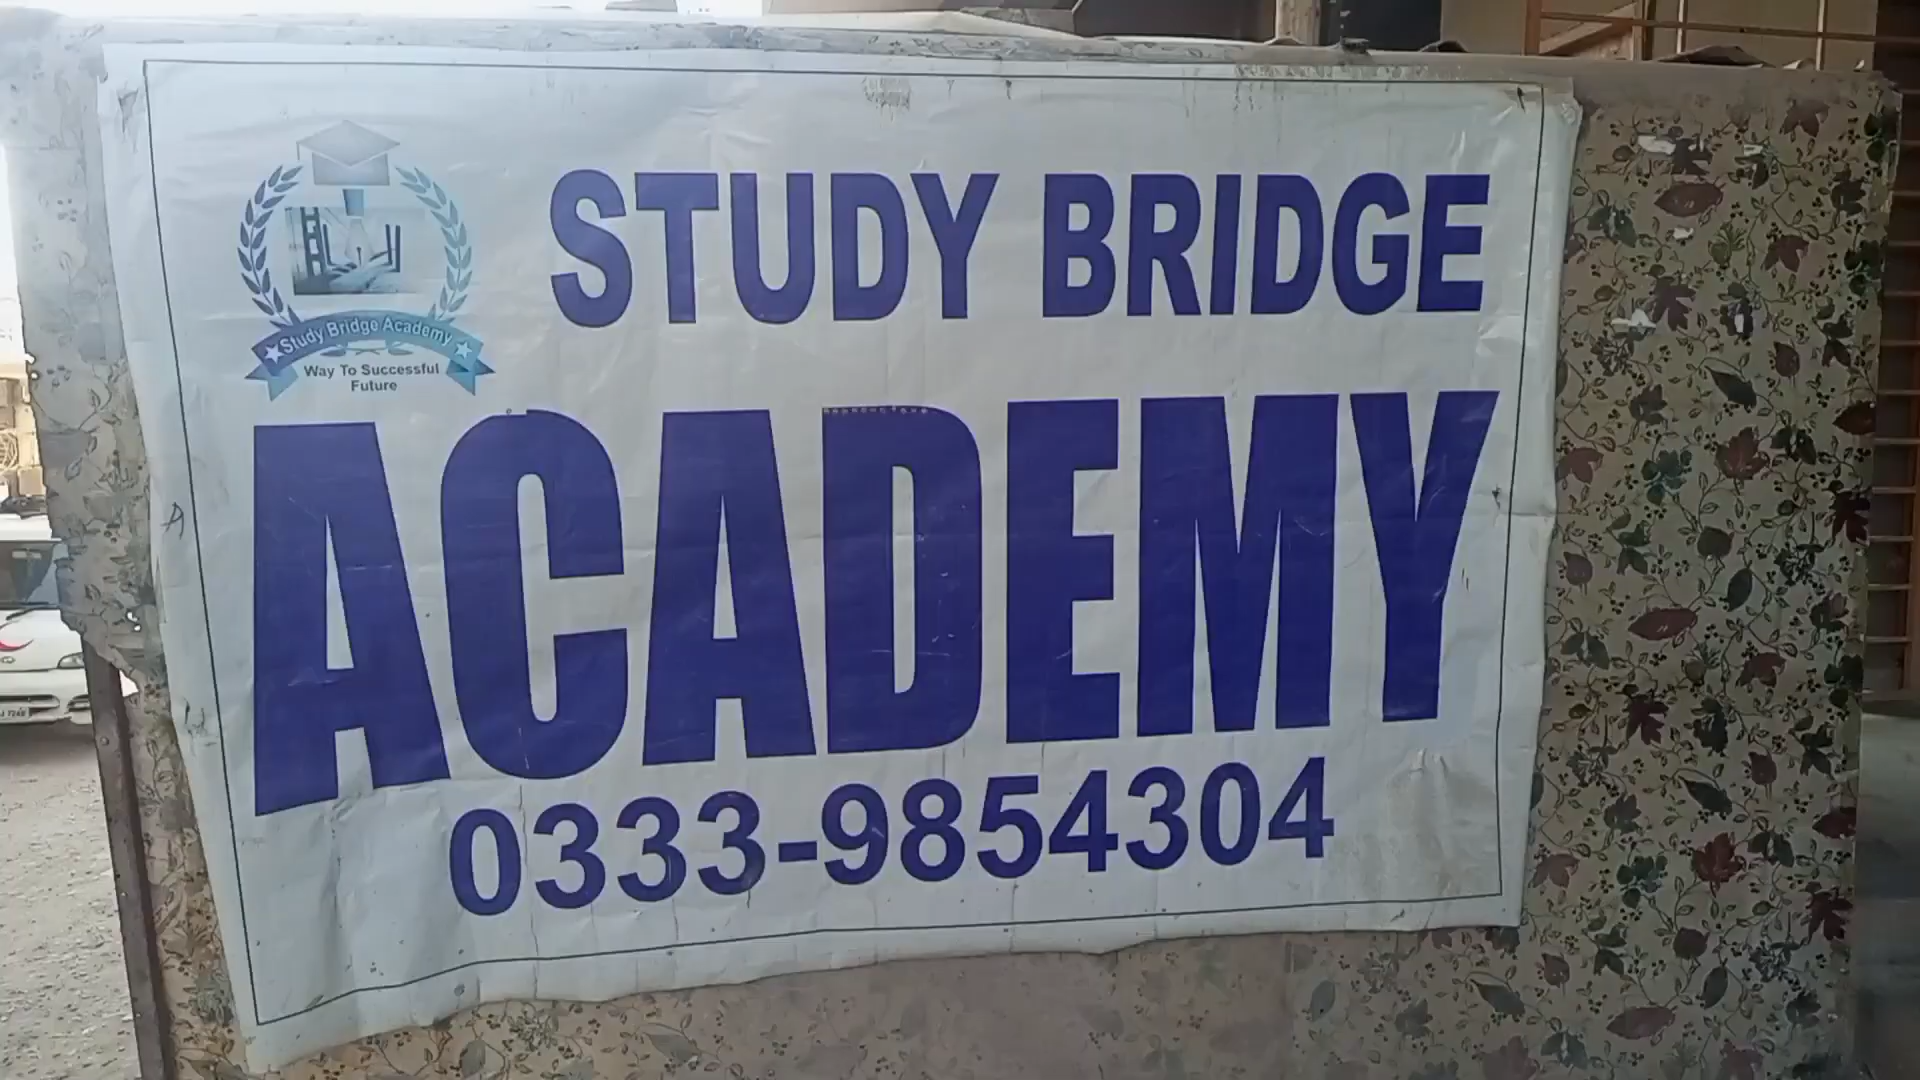 STUDY BRIDGE
Study Bridge Academy
Way To Successful
Future
ACADEMY
0333-9854304